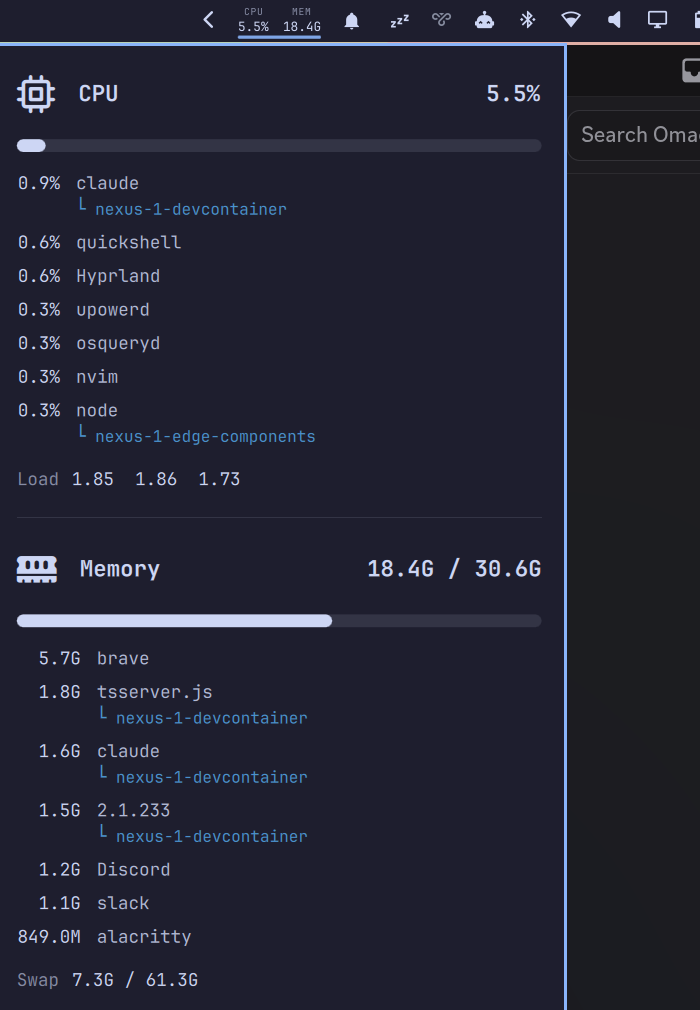 CPU MEM
5.5% 18.4G
zzz
CPU 5.5%
Search Oma
0.9% claude
└ nexus-1-devcontainer
0.6% quickshell
0.6% Hyprland
0.3% upowerd
0.3% osqueryd
0.3% nvim
0.3% node
└ nexus-1-edge-components
Load 1.85 1.86 1.73
Memory 18.4G / 30.6G
5.7G brave
1.8G tsserver.js
└ nexus-1-devcontainer
1.6G claude
└ nexus-1-devcontainer
1.5G 2.1.233
└ nexus-1-devcontainer
1.2G Discord
1.1G slack
849.0M alacritty
Swap 7.3G / 61.3G